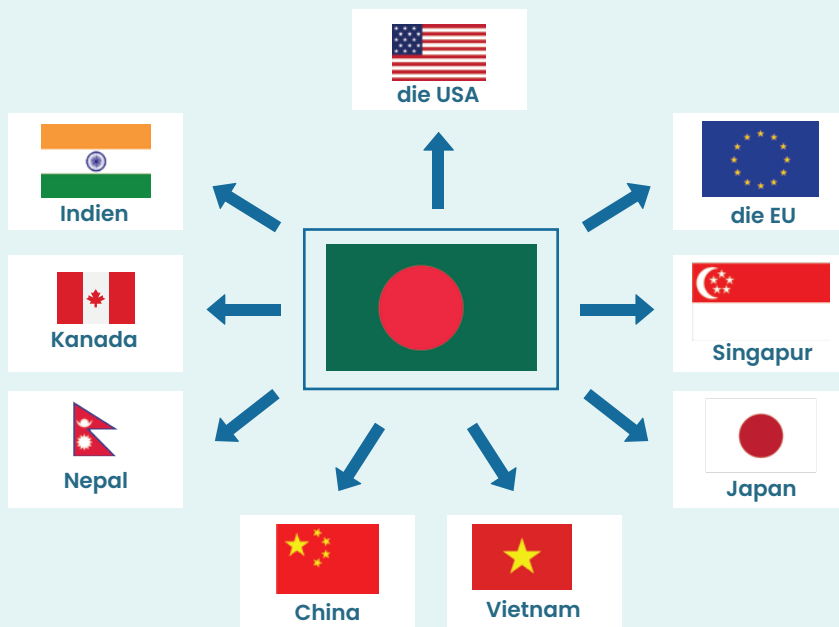 die USA
Indien
die EU
Kanada
Singapur
Nepal
Japan
China
Vietnam